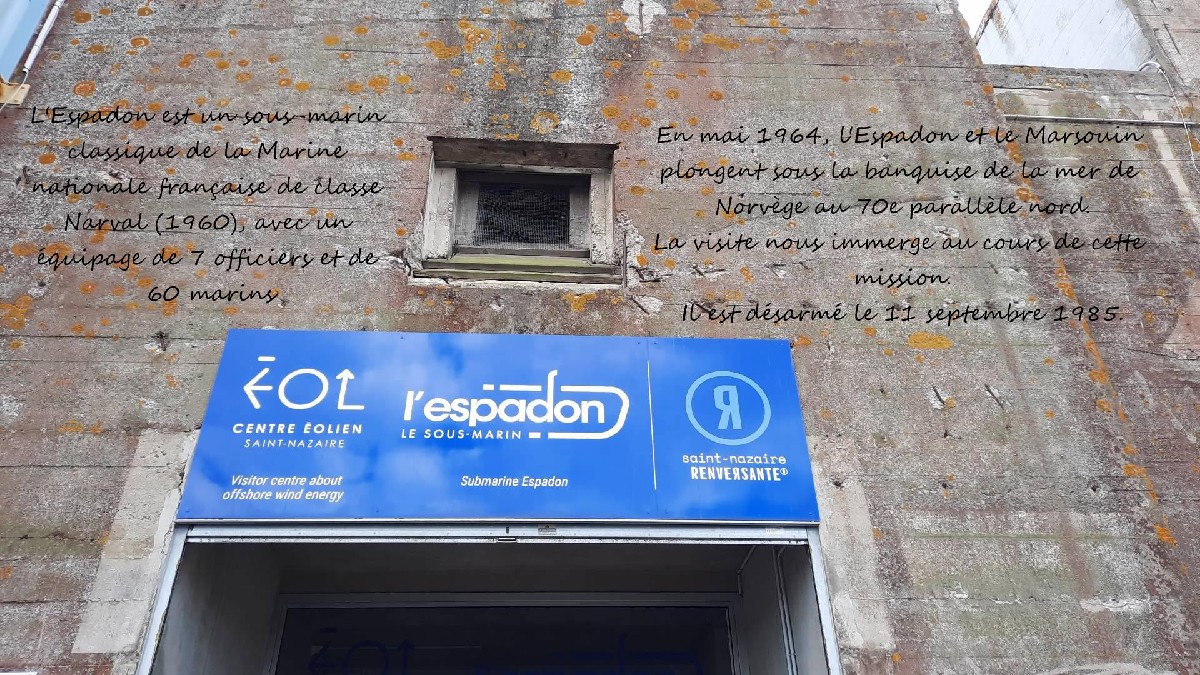 L'Espadon est un sous-marin
classique de la Marine
nationale française de classe
Narval (1960), avec un
équipage de 7 officiers et de
60 marins
En mai 1964, l'Espadon et le Marsouin
plongent sous la banquise de la mer de
Norvège au 70e parallèle nord.
La visite nous immerge au cours de cette
mission.
Il est désarmé le 11 septembre 1985.
ĒOL
CENTRE ÉOLIEN
SAINT-NAZAIRE
Visitor centre about
offshore wind energy
l'espadon
LE SOUS-MARIN
Submarine Espadon
R
saint-nazaire
RENVERSANTE